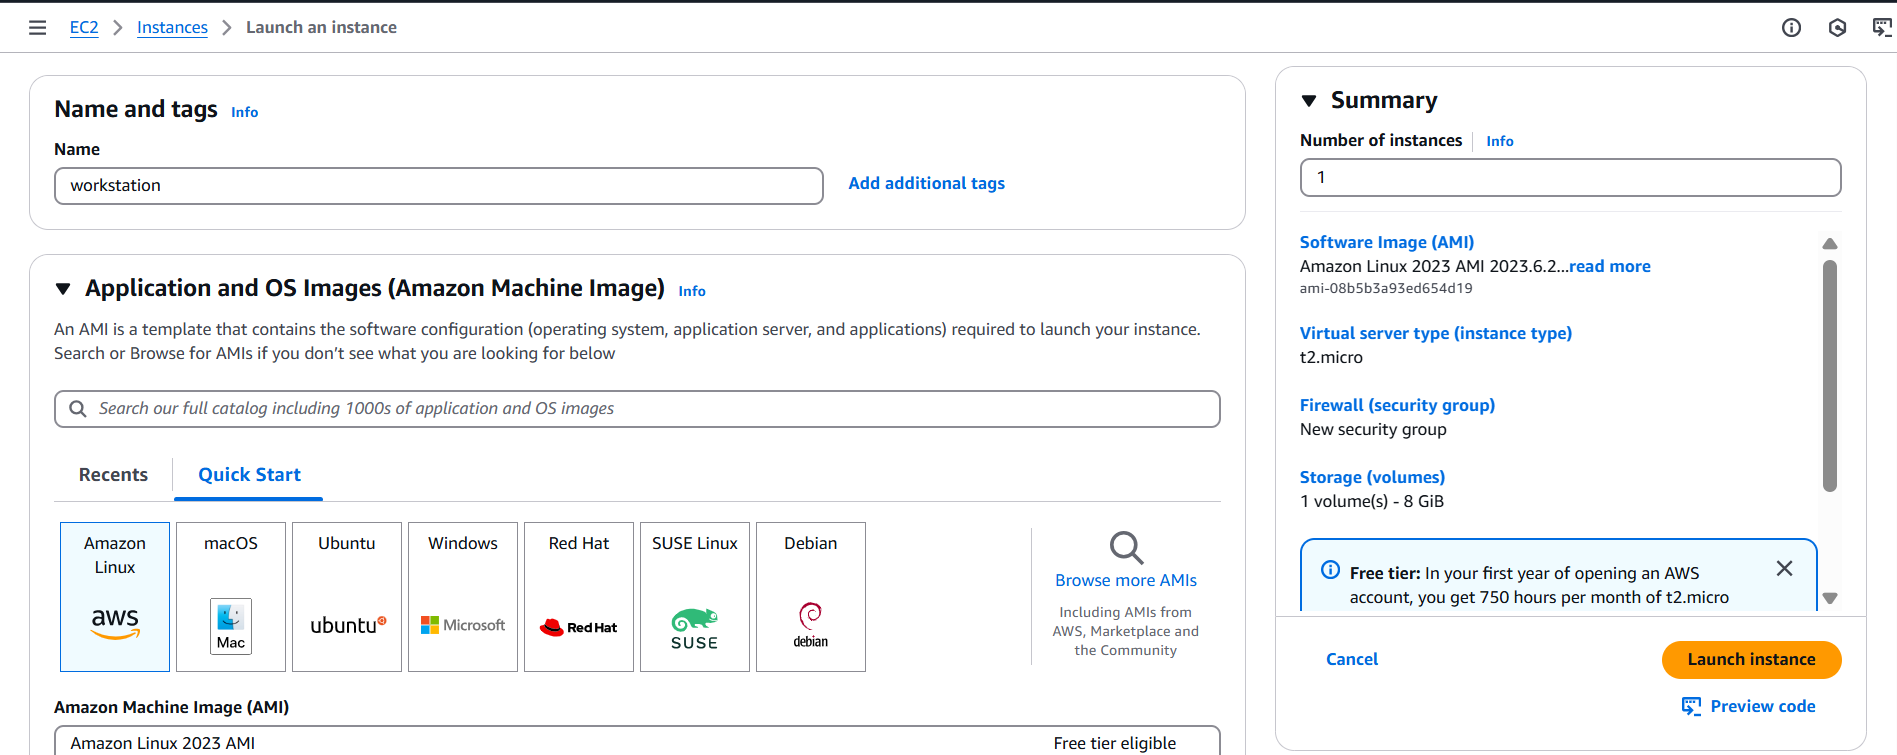 EC2 > Instances > Launch an instance
Name and tags Info
Name
workstation
Add additional tags
Application and OS Images (Amazon Machine Image) Info
An AMI is a template that contains the software configuration (operating system, application server, and applications) required to launch your instance.
Search or Browse for AMIs if you don’t see what you are looking for below
Search our full catalog including 1000s of application and OS images
Recents
Quick Start
Amazon
Linux
aws
macOS
Mac
Ubuntu
ubuntu
Windows
Microsoft
Red Hat
Red Hat
SUSE Linux
SUSE
Debian
debian
Browse more AMIs
Including AMIs from
AWS, Marketplace and
the Community
Amazon Machine Image (AMI)
Amazon Linux 2023 AMI
Free tier eligible
Summary
Number of instances Info
1
Software Image (AMI)
Amazon Linux 2023 AMI 2023.6.2...read more
ami-08b5b3a93ed654d19
Virtual server type (instance type)
t2.micro
Firewall (security group)
New security group
Storage (volumes)
1 volume(s) - 8 GiB
Free tier: In your first year of opening an AWS
account, you get 750 hours per month of t2.micro
Cancel
Launch instance
Preview code